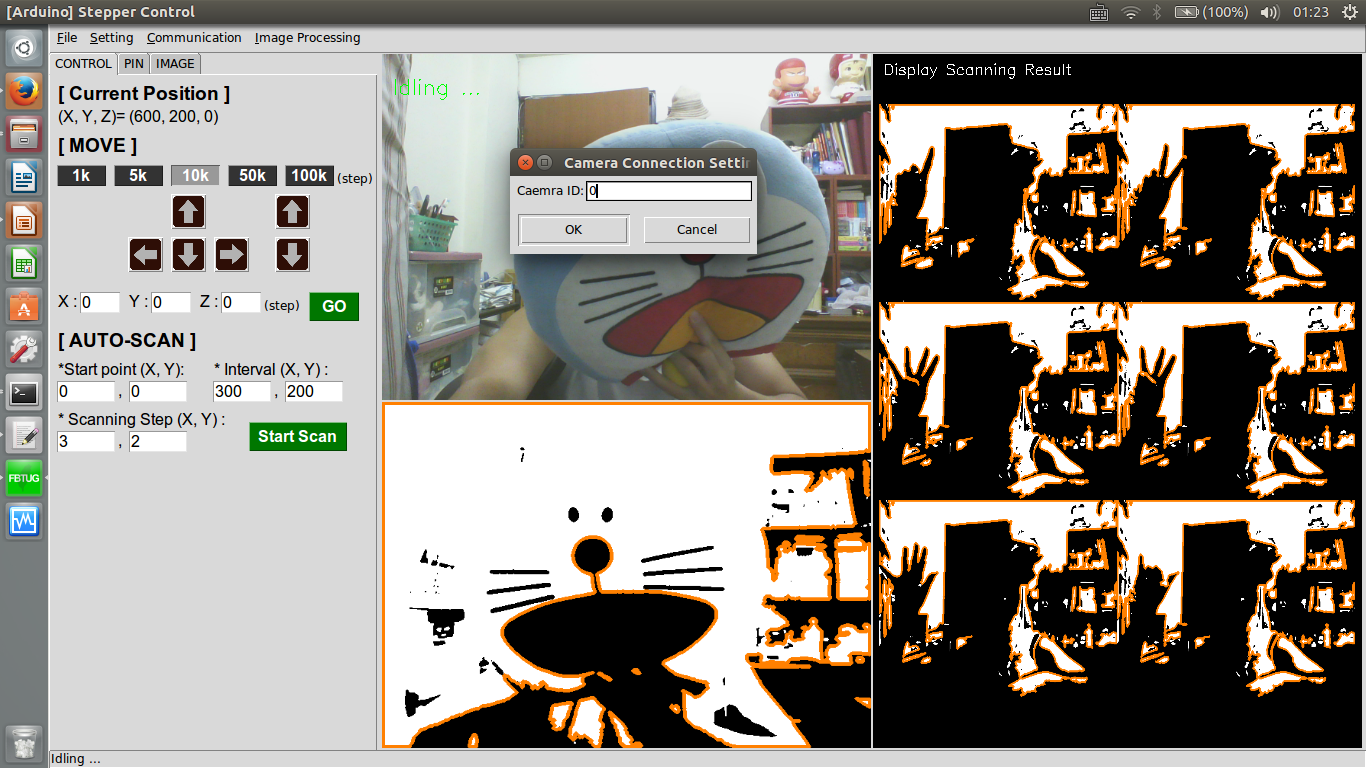 [Arduino] Stepper Control
(100%)
01:23
File Setting Communication Image Processing
CONTROL PIN IMAGE
[ Current Position ]
(X, Y, Z)= (600, 200, 0)
[ MOVE ]
1k 5k 10k 50k 100k (step)
X : 0 Y : 0 Z : 0 (step) GO
[ AUTO-SCAN ]
*Start point (X, Y): * Interval (X, Y) :
0 , 0 300 , 200
* Scanning Step (X, Y) :
3 , 2 Start Scan
Idling ...
dling ...
Camera Connection Settin
Caemra ID: 0
OK Cancel
Display Scanning Result
FBTUG